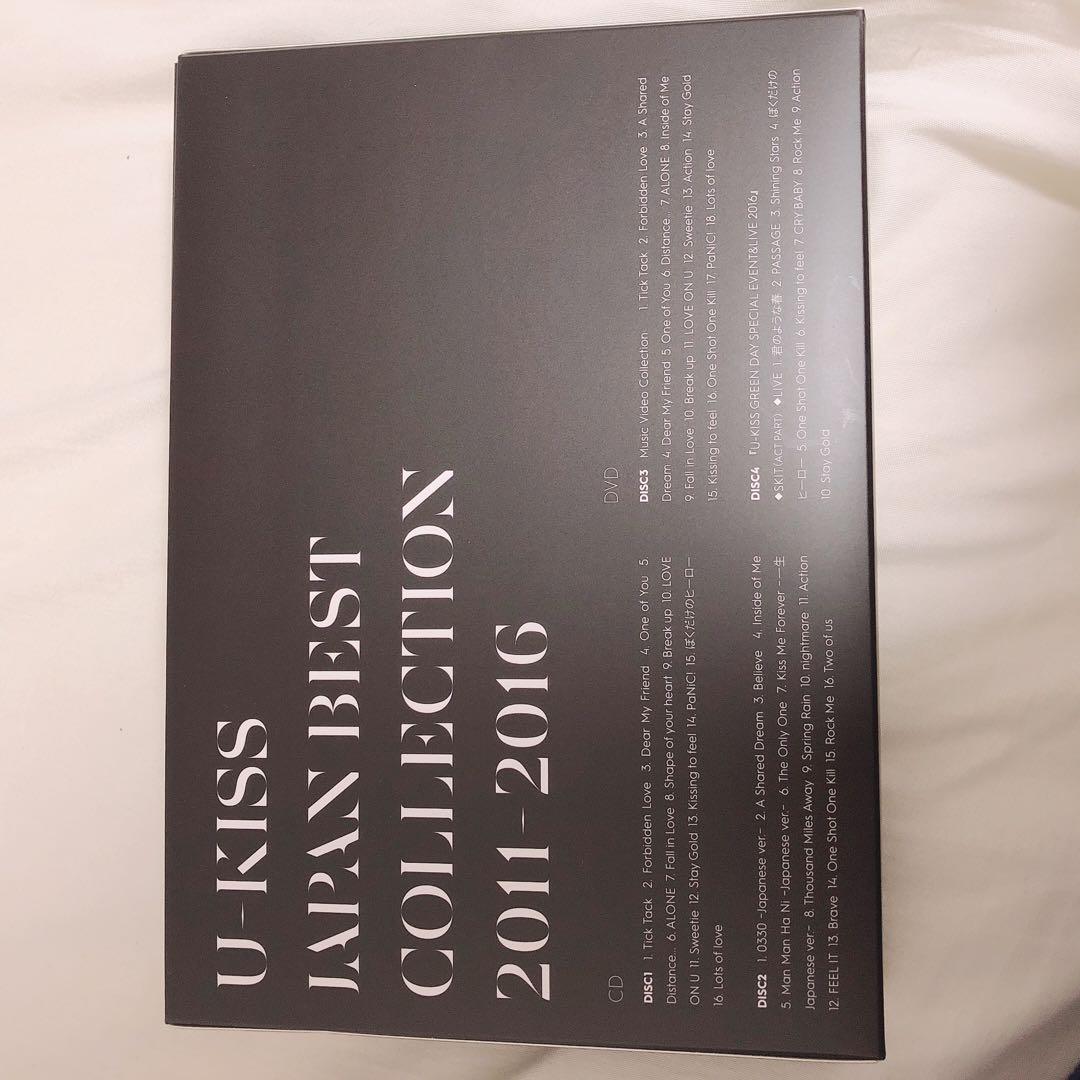 U-KISS
JAPAN BEST
COLLECTION
2011-2016
CD
DISC1 1. Tick Tack 2. Forbidden Love 3. Dear My Friend 4. One of You 5.
Distance... 6. ALONE 7. Fall in Love 8. Shape of your heart 9. Break up 10. LOVE
ON U 11. Sweetie 12. Stay Gold 13. Kissing to feel 14. PaNiC! 15. ぼくだけのヒーロー
16. Lots of love
DISC2 1. 0330 -Japanese ver.- 2. A Shared Dream 3. Believe 4. Inside of Me
5. Man Man Ha Ni -Japanese ver.- 6. The Only One 7. Kiss Me Forever -一生
Japanese ver.- 8. Thousand Miles Away 9. Spring Rain 10. nightmare 11. Action
12. FEEL IT 13. Brave 14. One Shot One Kill 15. Rock Me 16. Two of us
DVD
DISC3 Music Video Collection 1. Tick Tack 2. Forbidden Love 3. A Shared
Dream 4. Dear My Friend 5. One of You 6. Distance... 7. ALONE 8. Inside of Me
9. Fall in Love 10. Break up 11. LOVE ON U 12. Sweetie 13. Action 14. Stay Gold
15. Kissing to feel 16. One Shot One Kill 17. PaNiC! 18. Lots of love
DISC4 『U-KISS GREEN DAY SPECIAL EVENT&LIVE 2016』
◆SKIT(ACT PART) ◆LIVE 1. 君のような春 2. PASSAGE 3. Shining Stars 4. ぼくだけの
ヒーロー 5. One Shot One Kill 6. Kissing to feel 7. CRY BABY 8. Rock Me 9. Action
10. Stay Gold